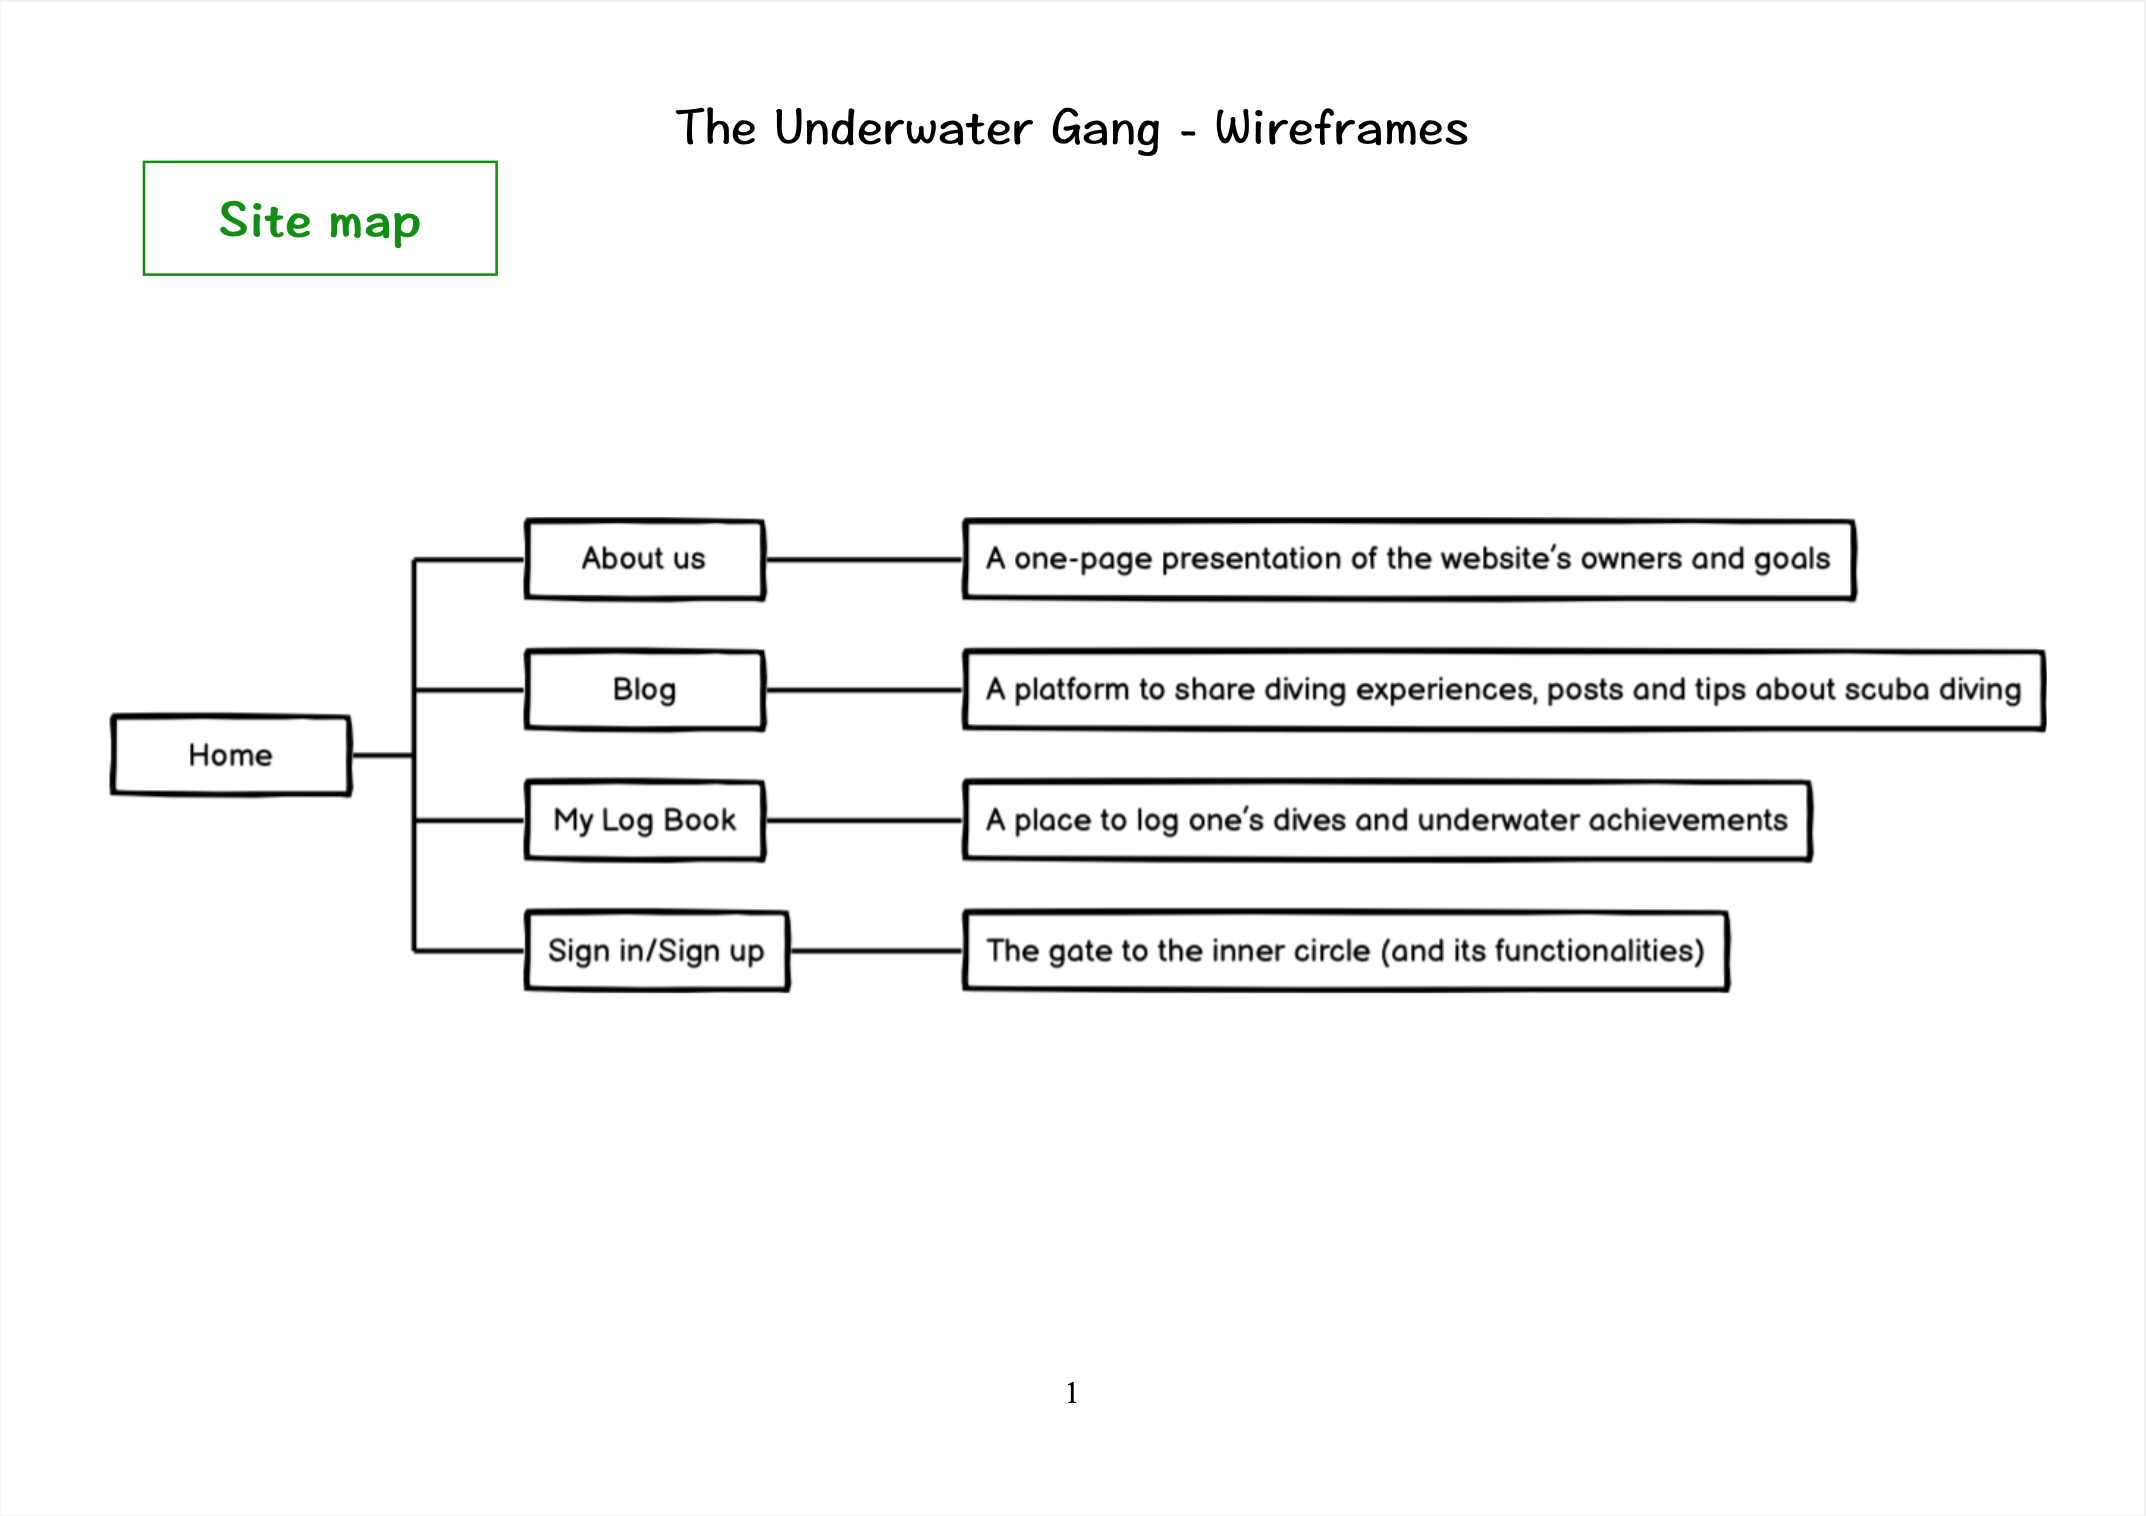 The Underwater Gang - Wireframes
Site map
Home
About us
A one-page presentation of the website's owners and goals
Blog
A platform to share diving experiences, posts and tips about scuba diving
My Log Book
A place to log one's dives and underwater achievements
Sign in/Sign up
The gate to the inner circle (and its functionalities)
1